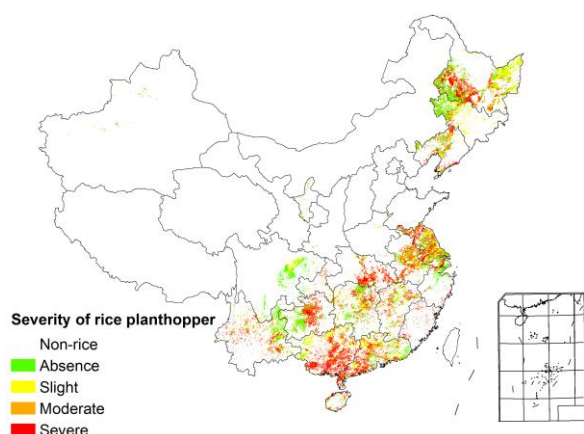 Severity of rice planthopper
Non-rice
Absence
Slight
Moderate
Severe